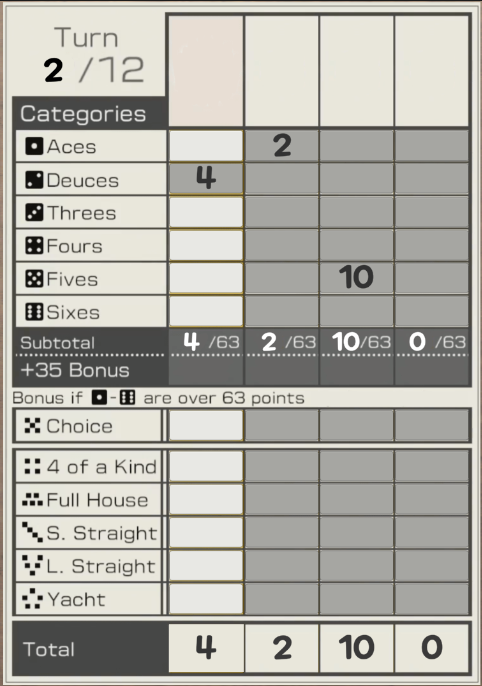 Turn
2 /12
Categories
Aces 2
Deuces 4
Threes
Fours
Fives 10
Sixes
Subtotal 4 /63 2 /63 10/63 0 /63
+35 Bonus
Bonus if - are over 63 points
Choice
4 of a Kind
Full House
S. Straight
L. Straight
Yacht
Total 4 2 10 0